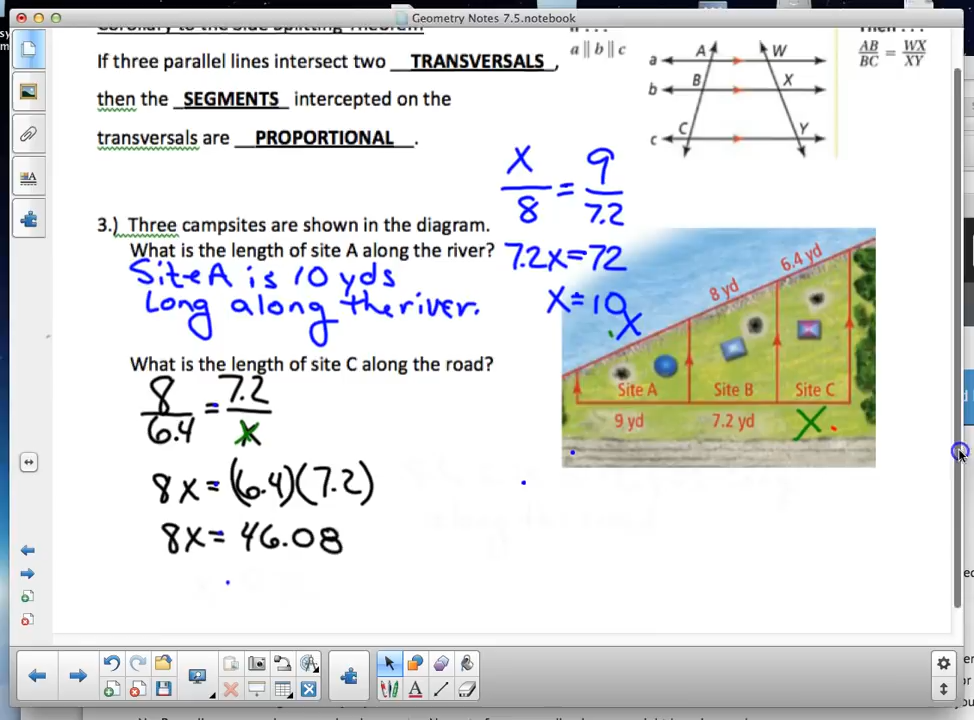 Geometry Notes 7.5.notebook
Corollary to the Side Splitting Theorem
If three parallel lines intersect two TRANSVERSALS,
then the SEGMENTS intercepted on the
transversals are PROPORTIONAL.
If . . .
a || b || c
Then . . .
AB/BC = WX/XY
A W
a
B X
b
C Y
c
x/8 = 9/7.2
7.2x=72
x=10
3.) Three campsites are shown in the diagram.
What is the length of site A along the river?
Site A is 10 yds
Long along the river.
What is the length of site C along the road?
8/6.4 = 7.2/x
8x=(6.4)(7.2)
8x=46.08
x
8 yd
6.4 yd
Site A Site B Site C
9 yd 7.2 yd X